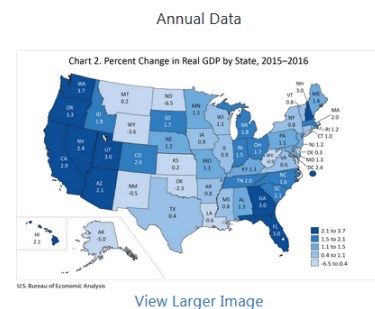 Annual Data
Chart 2. Percent Change in Real GDP by State, 2015–2016
WA
3.7
MT
0.2
ND
-6.5
MN
1.3
VT
0.8
NH
3.0
ME
1.4
OR
3.3
ID
1.8
WY
-3.6
SD
1.7
WI
1.1
MI
1.8
NY
0.8
MA
2.0
RI 1.2
CT 1.0
NJ 1.2
DE 0.3
MD 1.3
DC 2.4
NV
2.4
UT
3.0
CO
2.0
NE
1.2
IA
0.9
IL
0.9
IN
1.5
OH
1.7
PA
1.1
WV
VA
0.6
CA
2.9
KS
0.2
MO
1.1
KY 1.3
TN 2.0
NC
1.6
SC
AZ
2.1
NM
-0.5
OK
-2.3
AR
0.8
MS
0.8
AL
1.3
GA
3.0
TX
0.4
LA
-0.6
FL
3.0
HI
2.1
AK
-5.0
2.1 to 3.7
1.5 to 2.1
1.1 to 1.5
0.4 to 1.1
-6.5 to 0.4
U.S. Bureau of Economic Analysis
View Larger Image